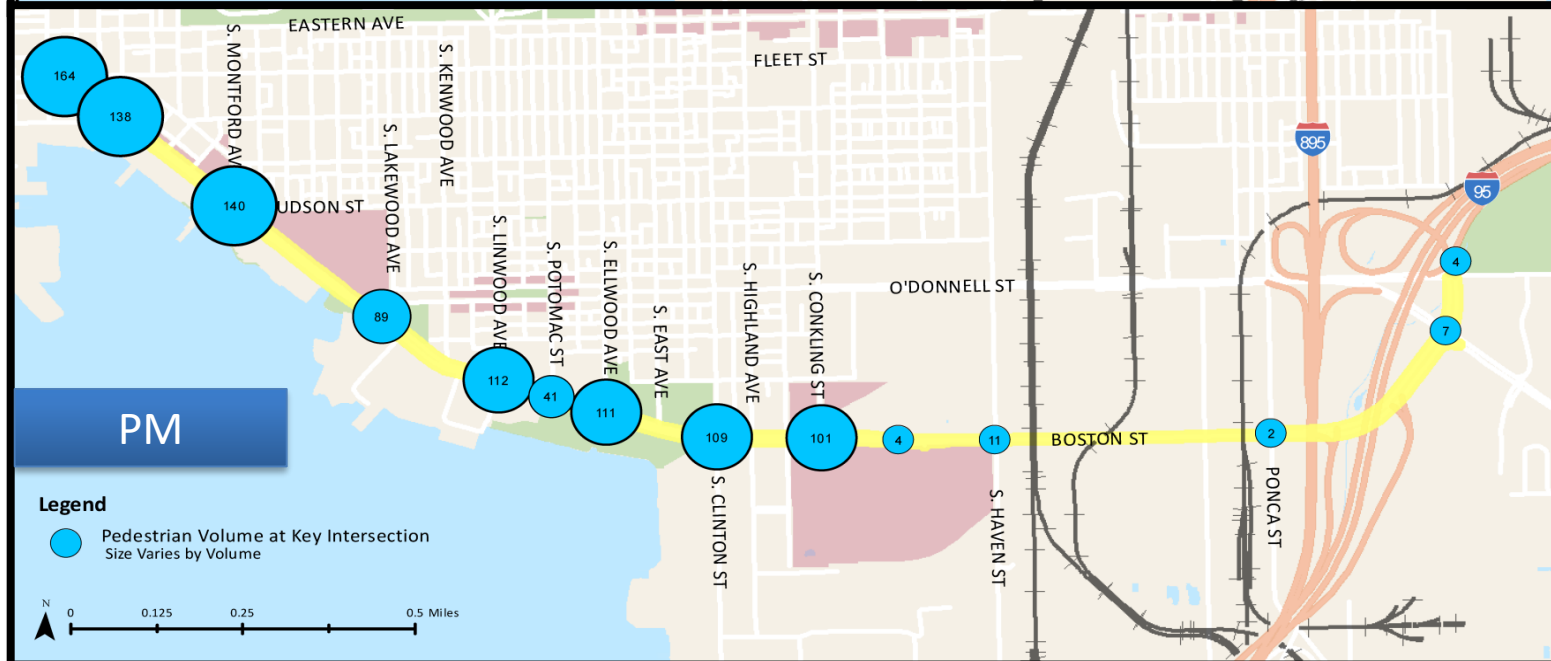 EASTERN AVE
FLEET ST
S. MONTFORD AV
S. KENWOOD AVE
S. LAKEWOOD AVE
164
138
140
UDSON ST
895
95
S. LINWOOD AVE
S. POTOMAC ST
S. ELLWOOD AVE
S. EAST AVE
S. HIGHLAND AVE
S. CONKLING ST
O'DONNELL ST
4
7
89
112
41
111
109
101
4
11
BOSTON ST
2
PM
S. CLINTON ST
S. HAVEN ST
PONCA ST
Legend
Pedestrian Volume at Key Intersection
Size Varies by Volume
N
0 0.125 0.25 0.5 Miles